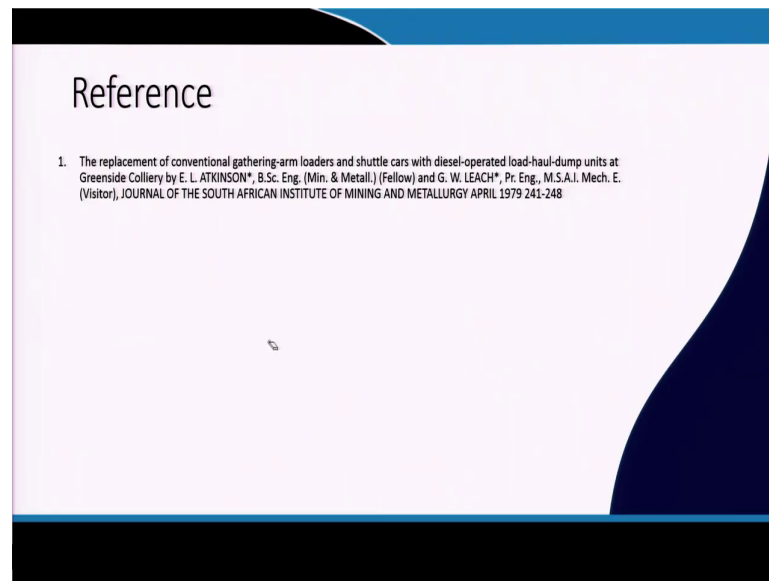 Reference
1. The replacement of conventional gathering-arm loaders and shuttle cars with diesel-operated load-haul-dump units at
Greenside Colliery by E. L. ATKINSON*, B.Sc. Eng. (Min. & Metall.) (Fellow) and G. W. LEACH*, Pr. Eng., M.S.A.I. Mech. E.
(Visitor), JOURNAL OF THE SOUTH AFRICAN INSTITUTE OF MINING AND METALLURGY APRIL 1979 241-248